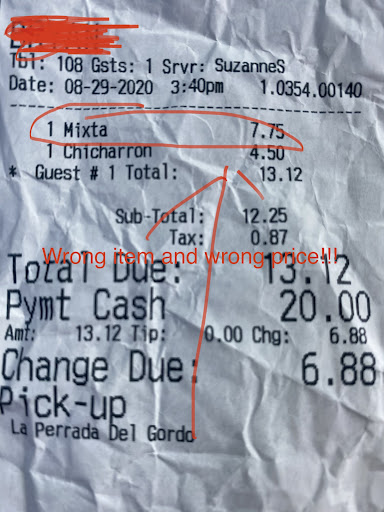 Tbl: 108 Gsts: 1 Srvr: SuzanneS
Date: 08-29-2020 3:40pm 1.0354.00140
1 Mixta 7.75
1 Chicharron 4.50
* Guest # 1 Total: 13.12
Sub-Total: 12.25
Tax: 0.87
Wrong item and wrong price!!!
Total Due: 13.12
Pymt Cash 20.00
Amt: 13.12 Tip: 0.00 Chg: 6.88
Change Due: 6.88
Pick-up
La Perrada Del Gordo